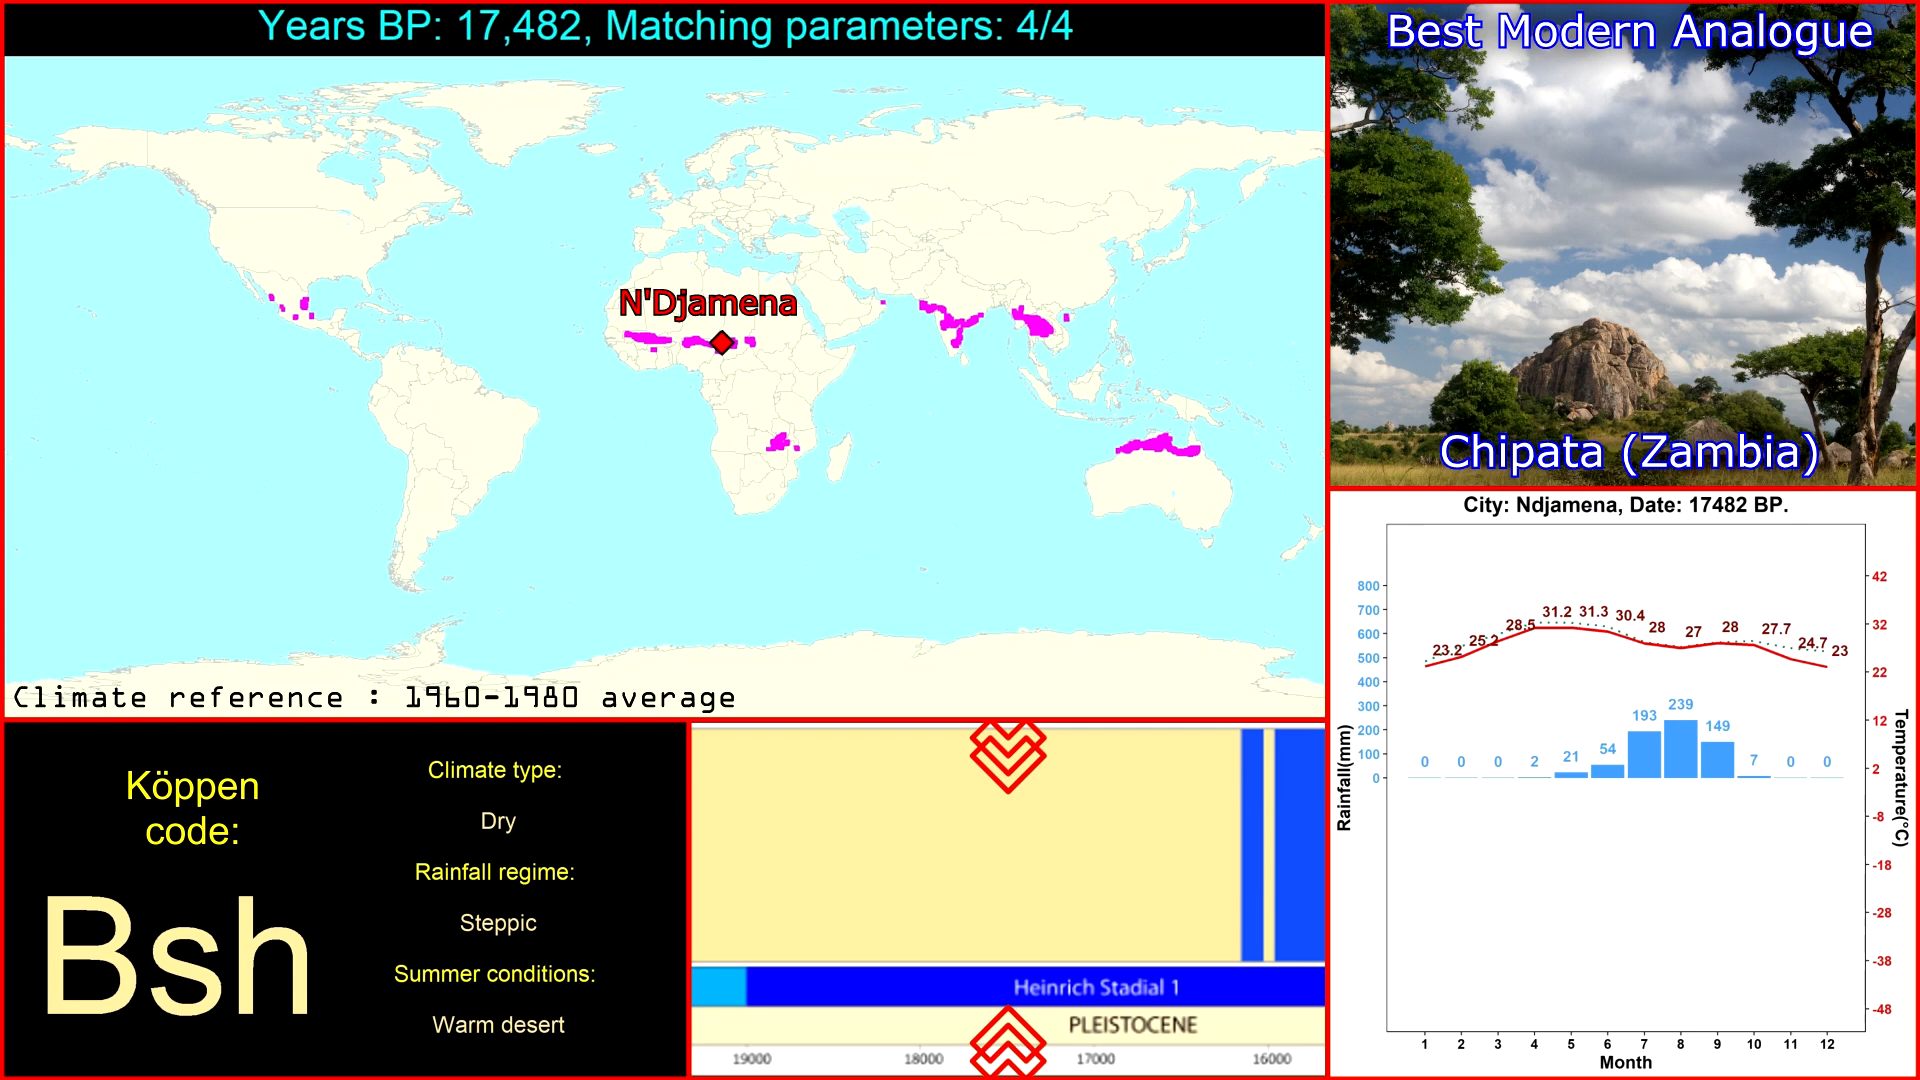 Years BP: 17,482, Matching parameters: 4/4
N'Djamena
Climate reference : 1960-1980 average
Best Modern Analogue
Chipata (Zambia)
Köppen
code:
Bsh
Climate type:
Dry
Rainfall regime:
Steppic
Summer conditions:
Warm desert
Heinrich Stadial 1
PLEISTOCENE
19000 18000 17000 16000
City: Ndjamena, Date: 17482 BP.
Rainfall(mm)
800
700
600
500
400
300
200
100
0
23.2 25.2 28.5 31.2 31.3 30.4 28 27 28 27.7 24.7 23
0 0 0 2 21 54 193 239 149 7 0 0
42
32
22
12
2
-8
-18
-28
-38
-48
Temperature(°C)
1 2 3 4 5 6 7 8 9 10 11 12
Month